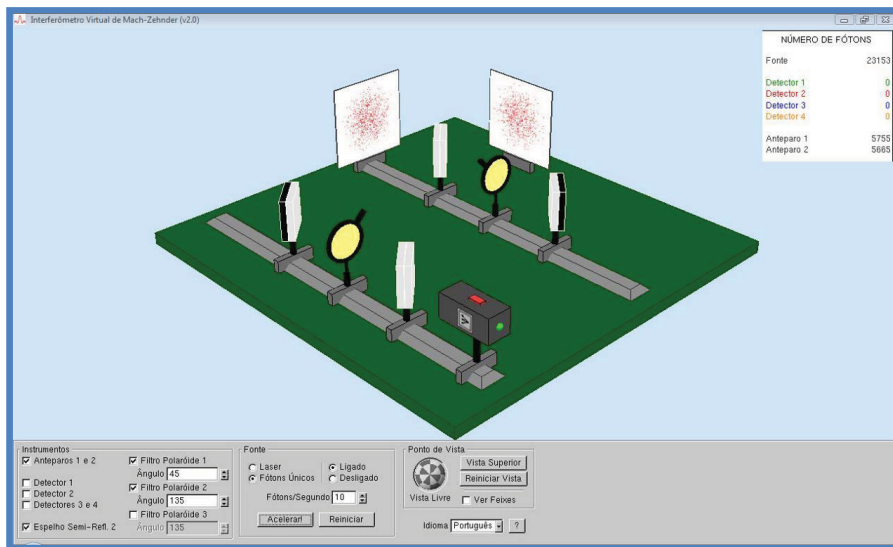 Interferômetro Virtual de Mach-Zehnder (v2.0)
NÚMERO DE FÓTONS
Fonte 23153
Detector 1 0
Detector 2 0
Detector 3 0
Detector 4 0
Anteparo 1 5755
Anteparo 2 5665
Instrumentos
Anteparos 1 e 2
Detector 1
Detector 2
Detectores 3 e 4
Espelho Semi-Refl. 2
Filtro Polaróide 1
Ângulo 45
Filtro Polaróide 2
Ângulo 135
Filtro Polaróide 3
Ângulo 135
Fonte
Laser
Ligado
Fótons Únicos
Desligado
Fótons/Segundo 10
Acelerar!
Reiniciar
Ponto de Vista
Vista Superior
Reiniciar Vista
Vista Livre
Ver Feixes
Idioma Português ?